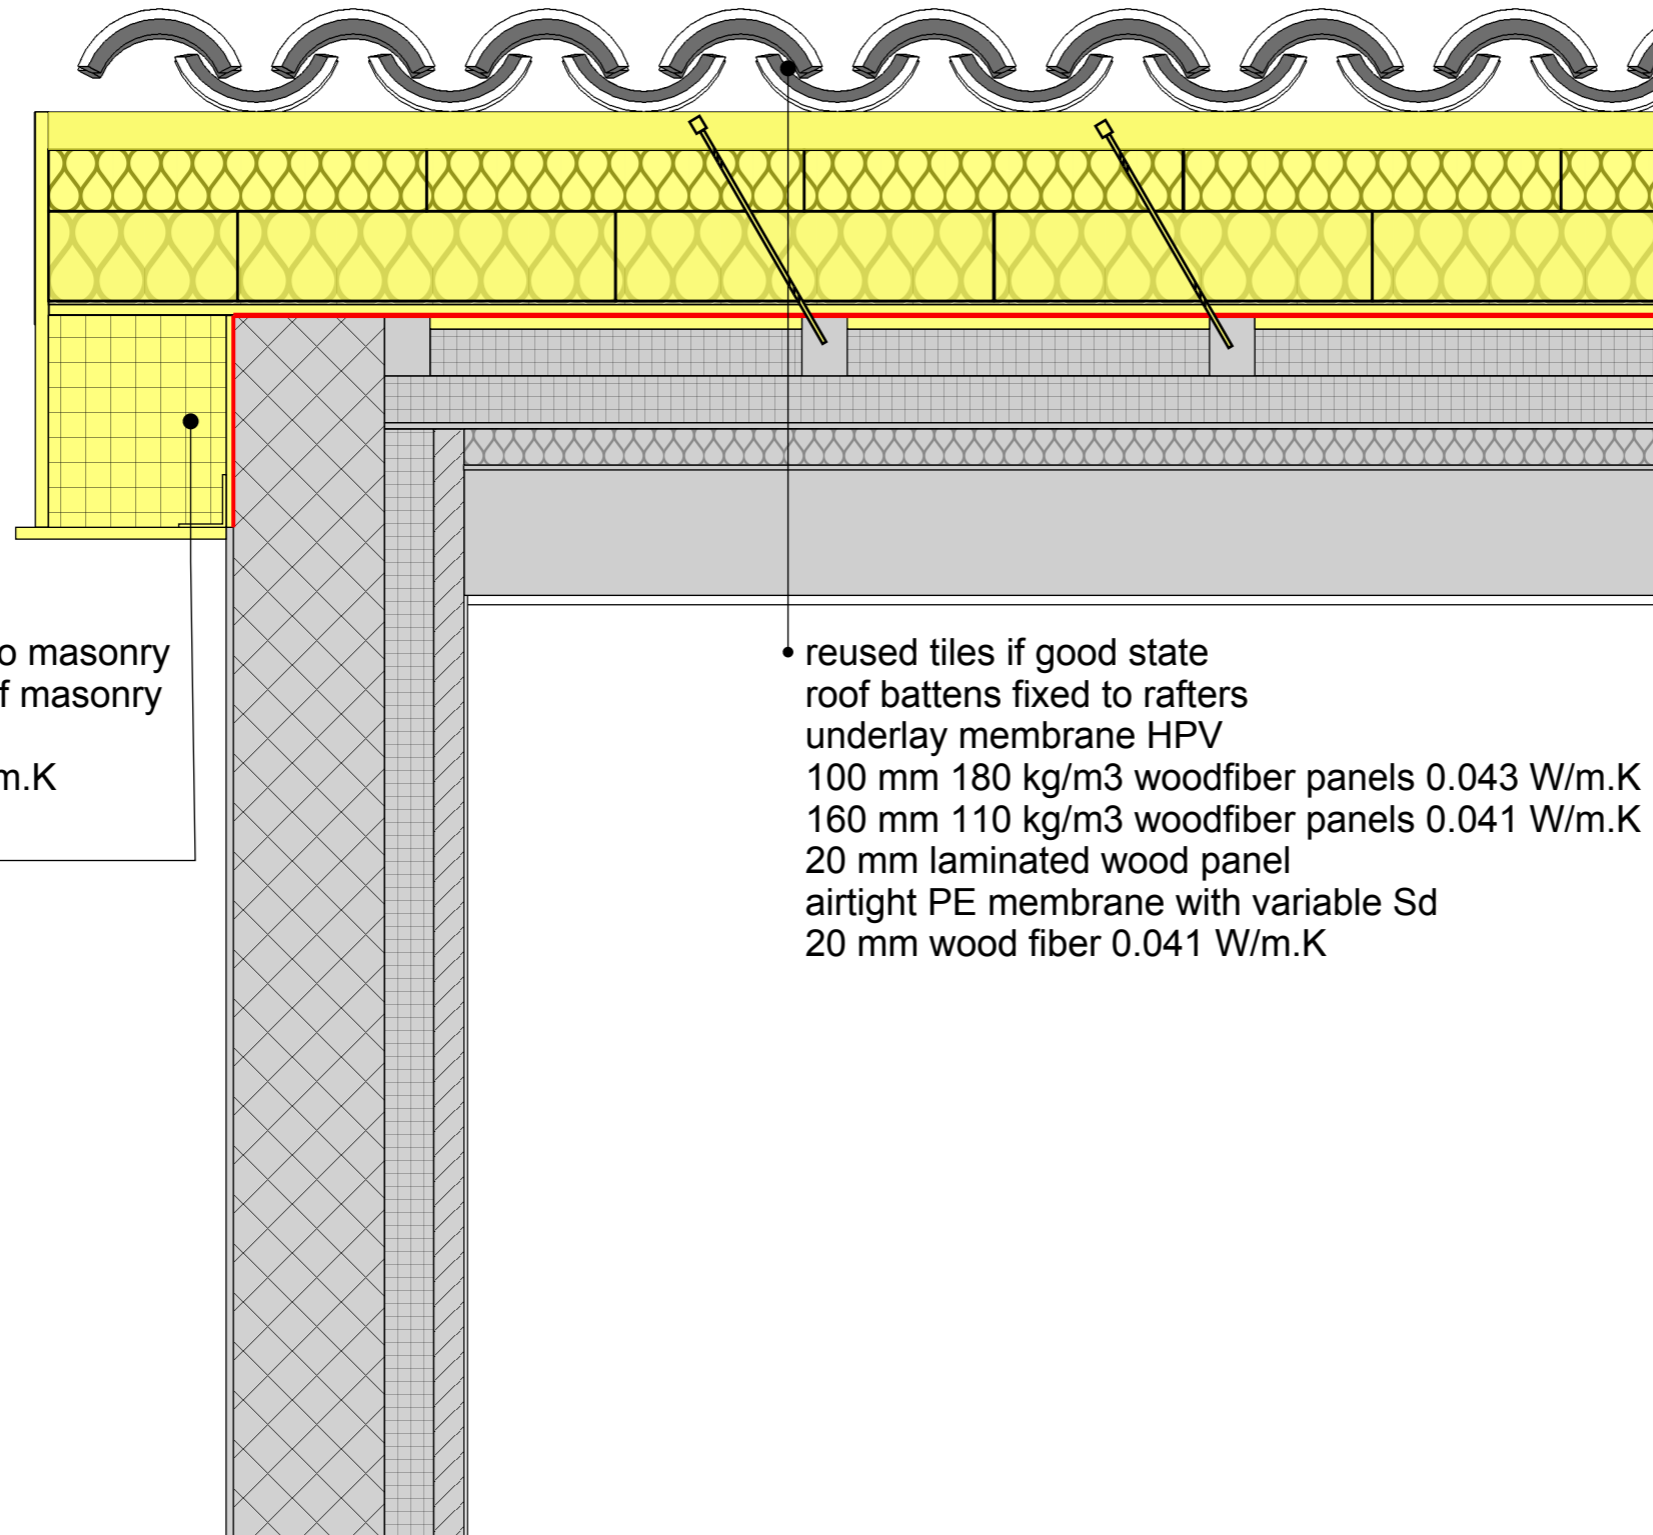 o masonry
f masonry
m.K
reused tiles if good state
roof battens fixed to rafters
underlay membrane HPV
100 mm 180 kg/m3 woodfiber panels 0.043 W/m.K
160 mm 110 kg/m3 woodfiber panels 0.041 W/m.K
20 mm laminated wood panel
airtight PE membrane with variable Sd
20 mm wood fiber 0.041 W/m.K